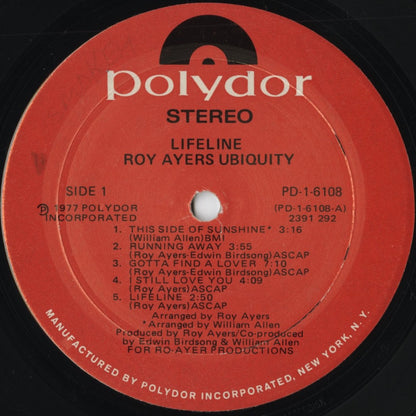 polydor
STEREO
LIFELINE
ROY AYERS UBIQUITY
SIDE 1
PD-1-6108
℗ 1977 POLYDOR
INCORPORATED
(PD-1-6108-A)
2391 292
1. THIS SIDE OF SUNSHINE* 3:16
(William Allen)BMI
2. RUNNING AWAY 3:55
(Roy Ayers-Edwin Birdsong)ASCAP
3. GOTTA FIND A LOVER 7:10
(Roy Ayers-Edwin Birdsong)ASCAP
4. I STILL LOVE YOU 4:09
(Roy Ayers)ASCAP
5. LIFELINE 2:50
(Roy Ayers)ASCAP
Arranged by Roy Ayers
*Arranged by William Allen
Produced by Roy Ayers/Co-produced
by Edwin Birdsong & William Allen
FOR RO-AYER PRODUCTIONS
MANUFACTURED BY POLYDOR INCORPORATED, NEW YORK, N.Y.